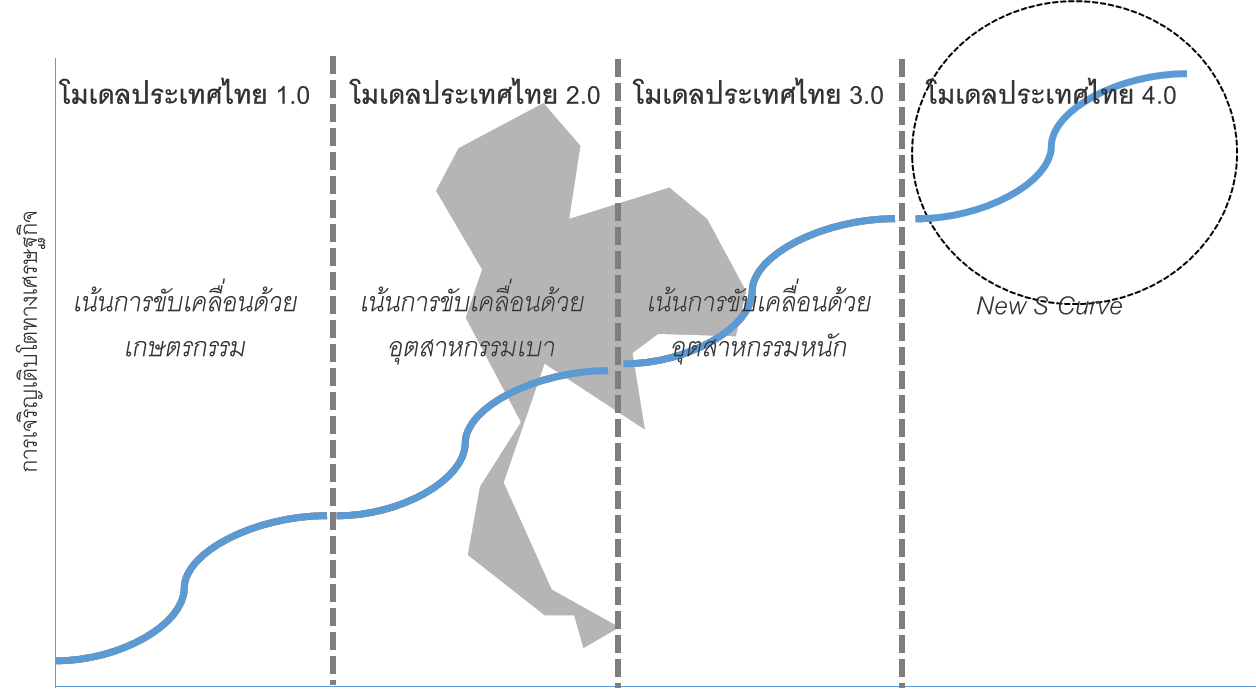 โมเดลประเทศไทย 1.0
โมเดลประเทศไทย 2.0
โมเดลประเทศไทย 3.0
โมเดลประเทศไทย 4.0
การเจริญเติบโตทางเศรษฐกิจ
เน้นการขับเคลื่อนด้วย
เกษตรกรรม
เน้นการขับเคลื่อนด้วย
อุตสาหกรรมเบา
เน้นการขับเคลื่อนด้วย
อุตสาหกรรมหนัก
New S Curve